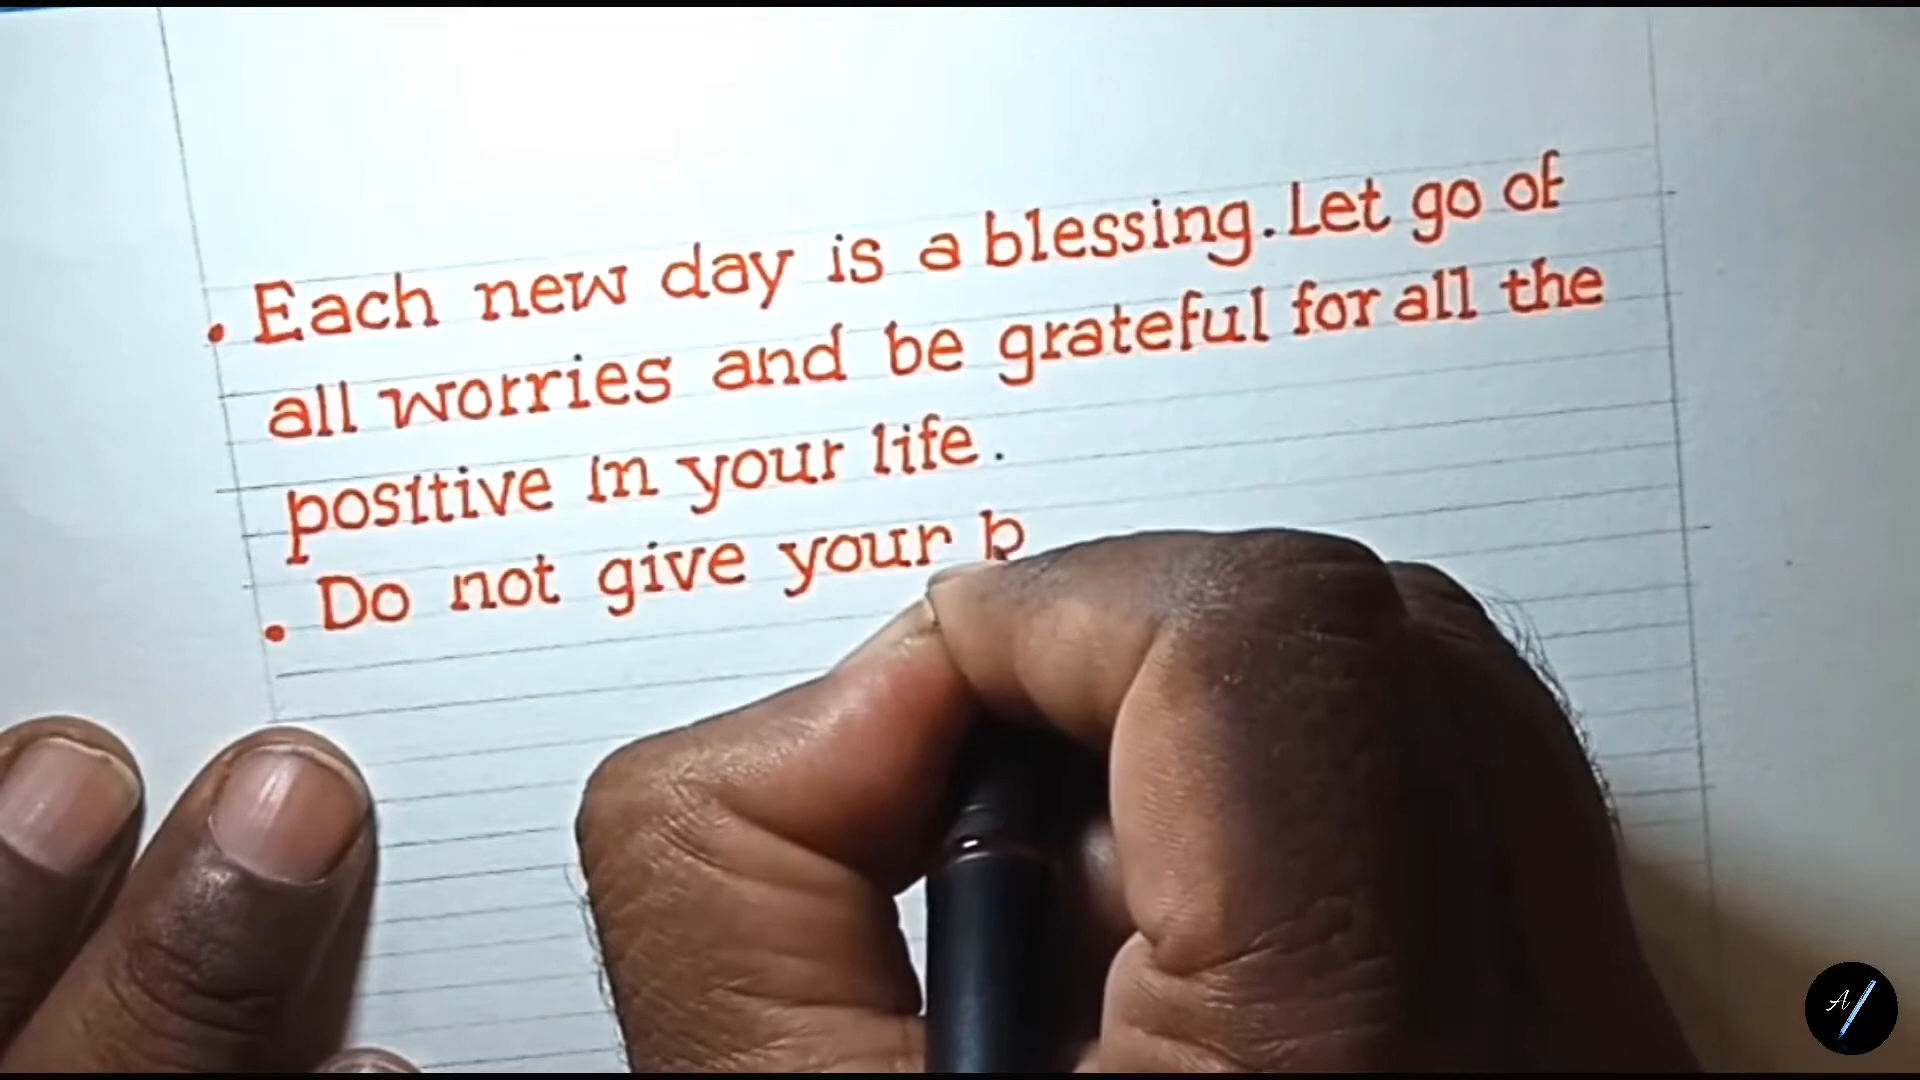 • Each new day is a blessing. Let go of
all worries and be grateful for all the
positive in your life.
• Do not give your
A